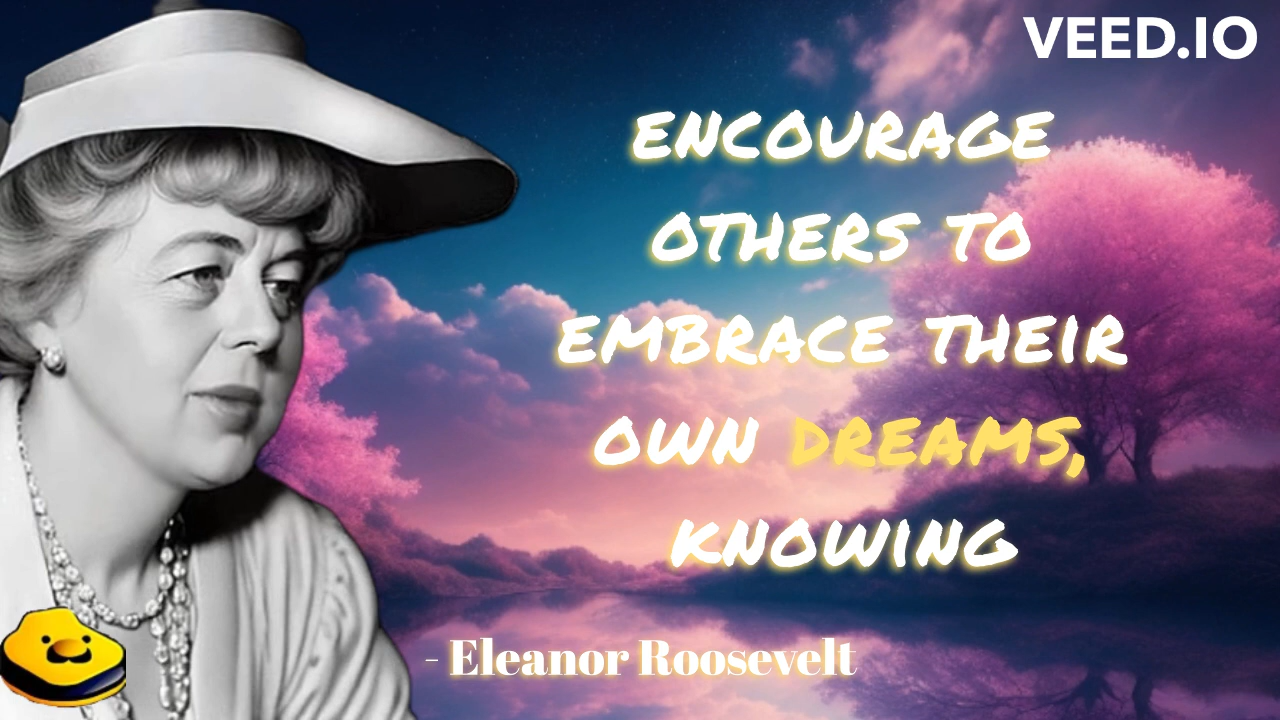 VEED.IO
ENCOURAGE
OTHERS TO
EMBRACE THEIR
OWN DREAMS,
KNOWING
- Eleanor Roosevelt